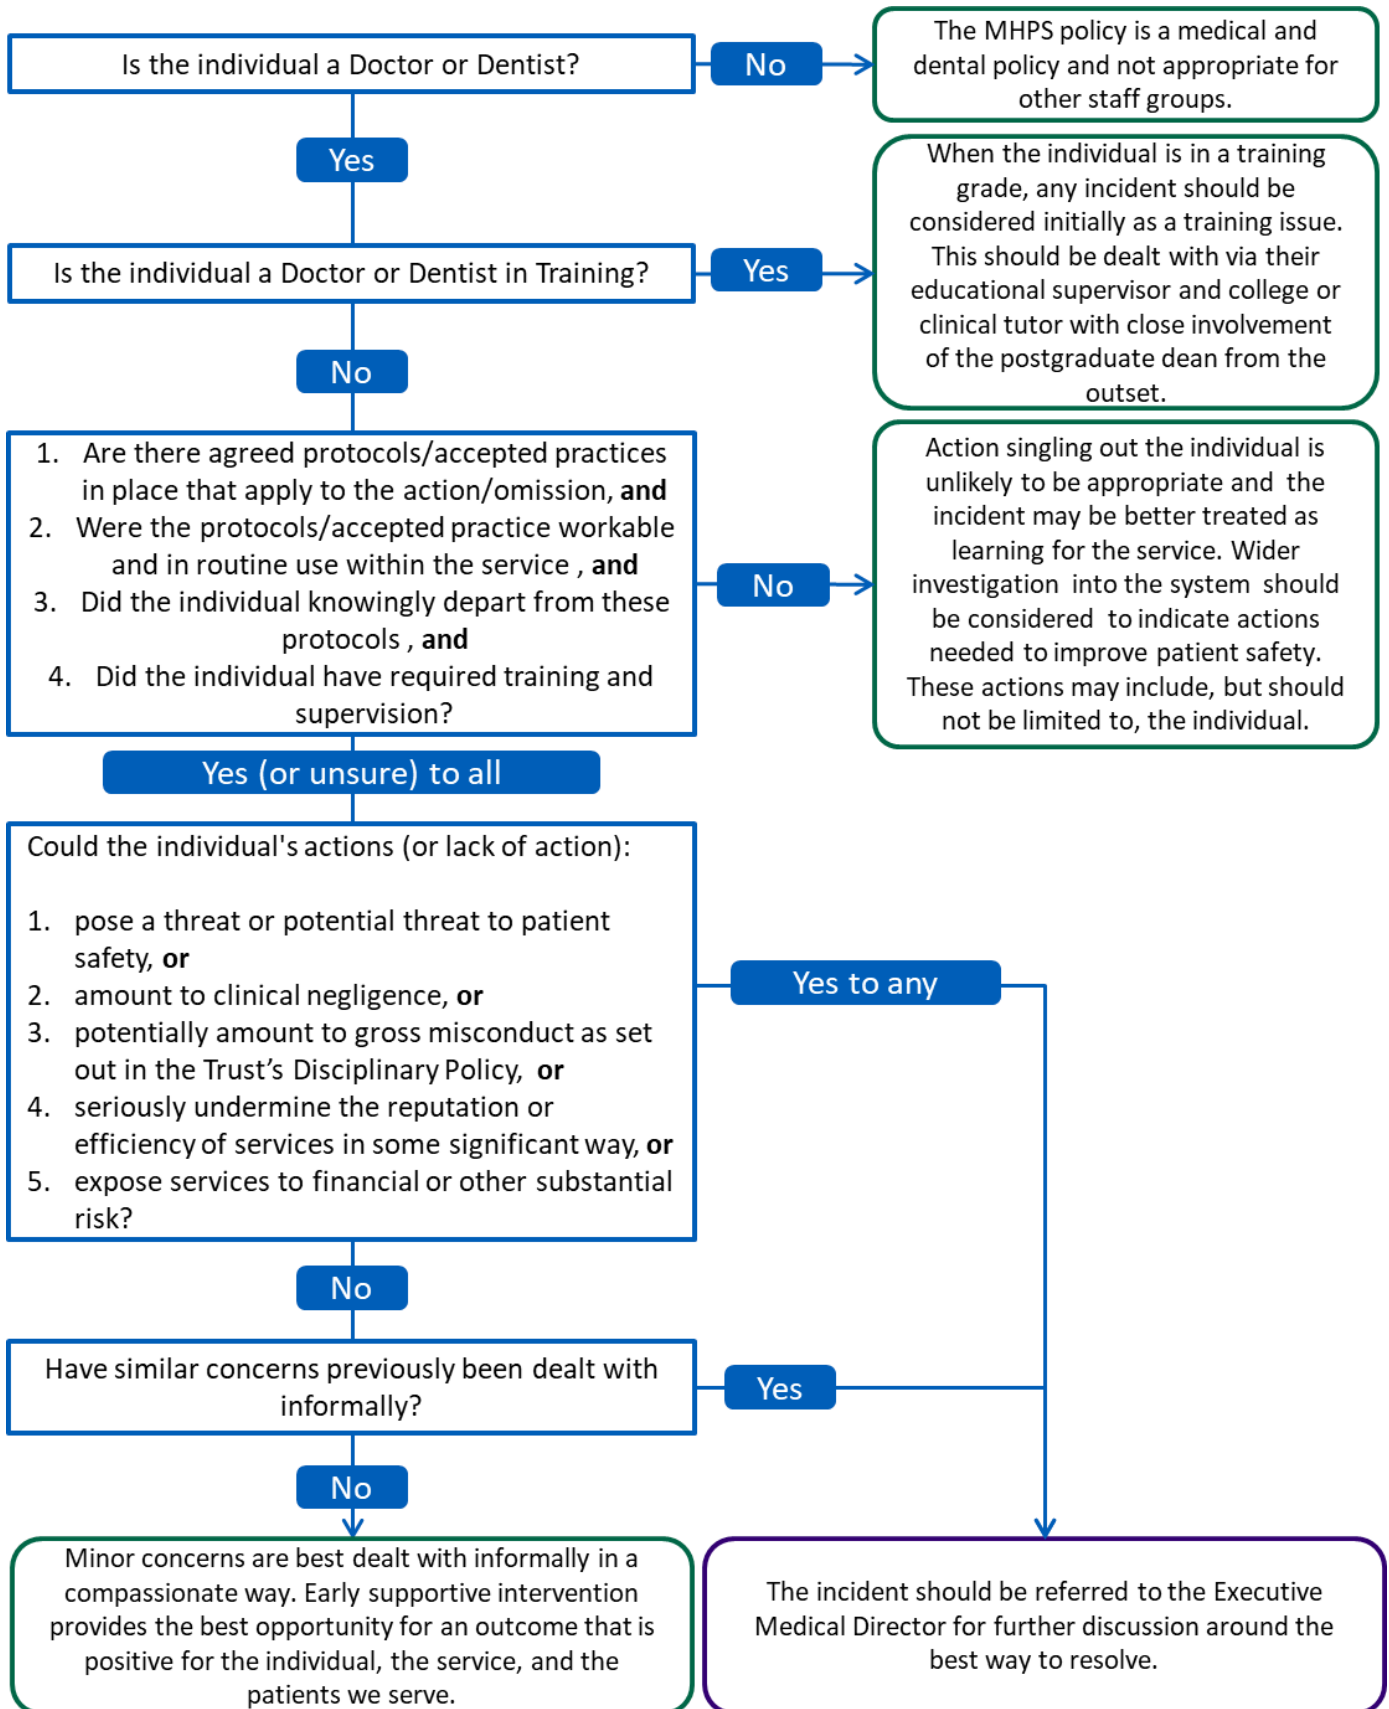 Is the individual a Doctor or Dentist?
No
The MHPS policy is a medical and
dental policy and not appropriate for
other staff groups.
Yes
Is the individual a Doctor or Dentist in Training?
Yes
When the individual is in a training
grade, any incident should be
considered initially as a training issue.
This should be dealt with via their
educational supervisor and college or
clinical tutor with close involvement
of the postgraduate dean from the
outset.
No
1. Are there agreed protocols/accepted practices
in place that apply to the action/omission, and
2. Were the protocols/accepted practice workable
and in routine use within the service , and
3. Did the individual knowingly depart from these
protocols , and
4. Did the individual have required training and
supervision?
No
Action singling out the individual is
unlikely to be appropriate and the
incident may be better treated as
learning for the service. Wider
investigation into the system should
be considered to indicate actions
needed to improve patient safety.
These actions may include, but should
not be limited to, the individual.
Yes (or unsure) to all
Could the individual's actions (or lack of action):
1. pose a threat or potential threat to patient
safety, or
2. amount to clinical negligence, or
3. potentially amount to gross misconduct as set
out in the Trust’s Disciplinary Policy, or
4. seriously undermine the reputation or
efficiency of services in some significant way, or
5. expose services to financial or other substantial
risk?
Yes to any
No
Have similar concerns previously been dealt with
informally?
Yes
No
Minor concerns are best dealt with informally in a
compassionate way. Early supportive intervention
provides the best opportunity for an outcome that is
positive for the individual, the service, and the
patients we serve.
The incident should be referred to the Executive
Medical Director for further discussion around the
best way to resolve.